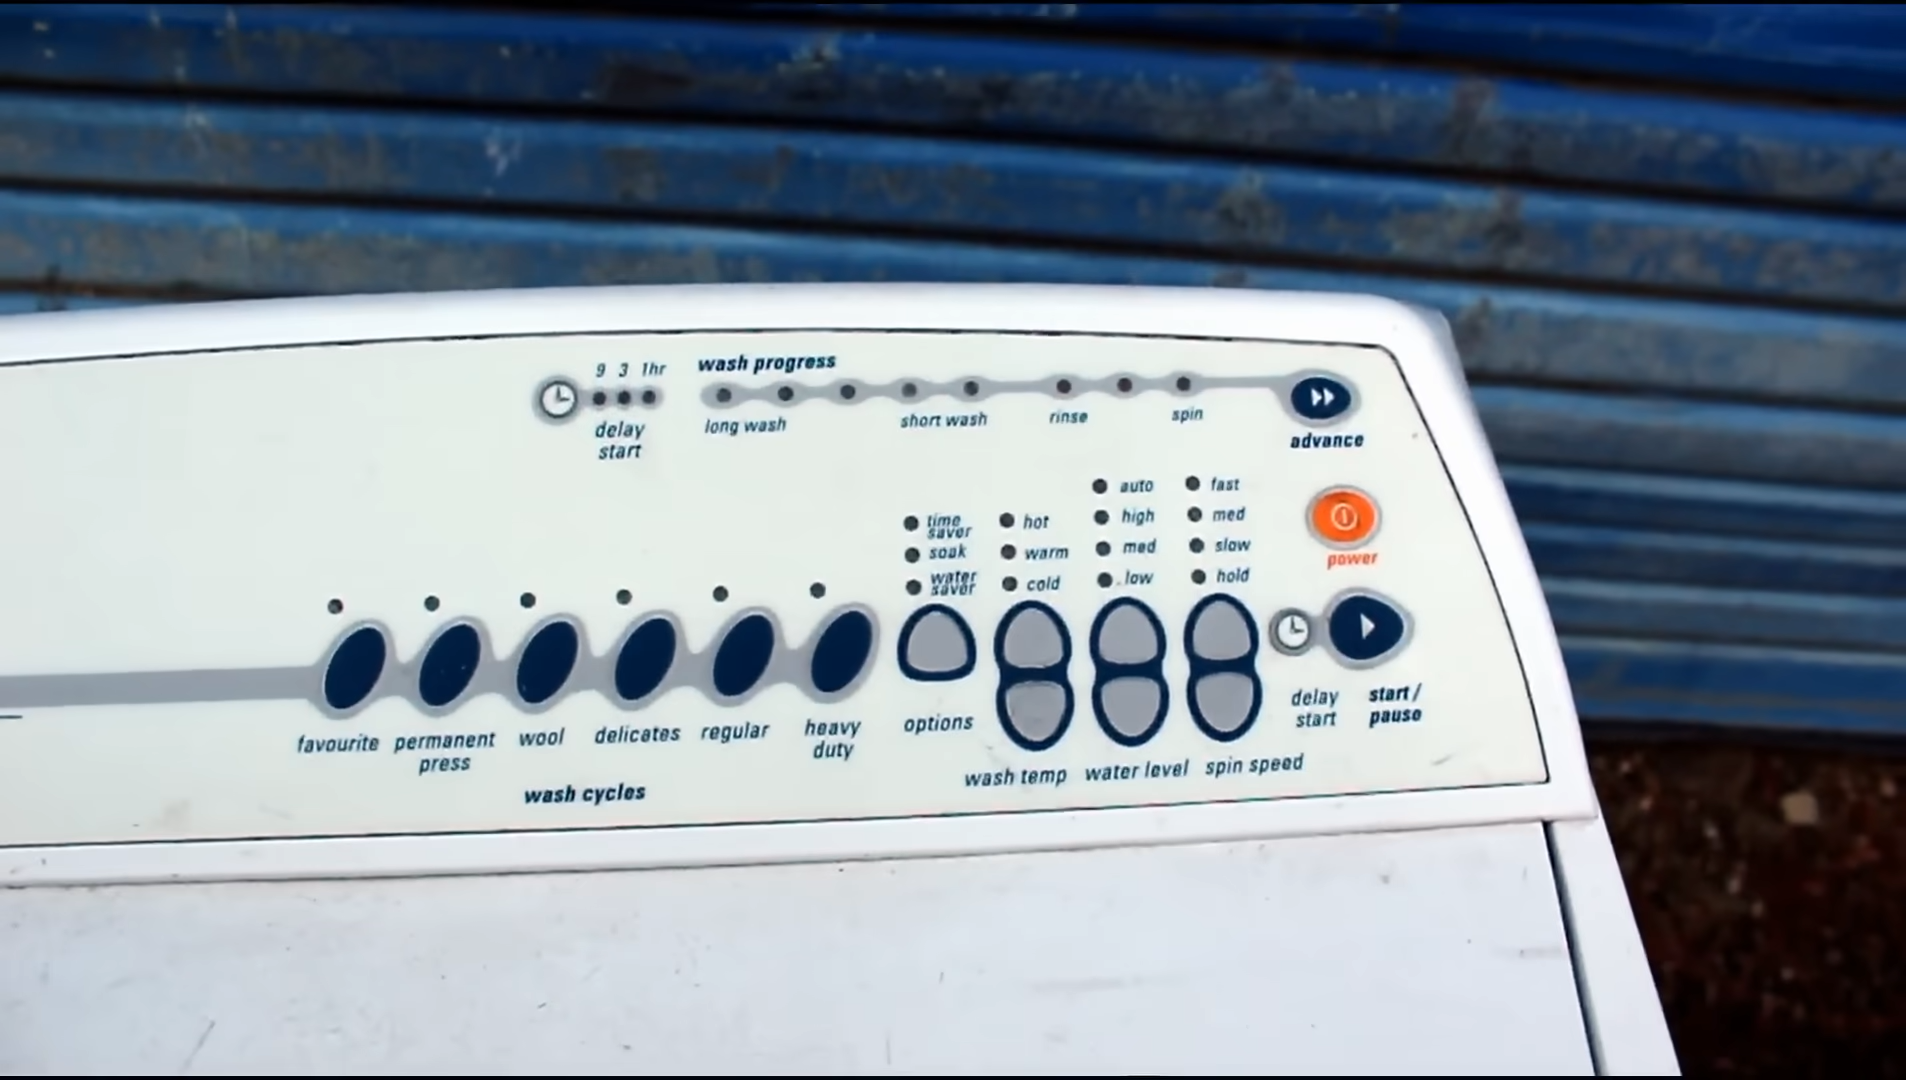 9 3 1hr
delay
start
wash progress
long wash
short wash
rinse
spin
advance
time
saver
soak
water
saver
hot
warm
cold
auto
high
med
low
fast
med
slow
hold
power
favourite
permanent
press
wool
delicates
regular
heavy
duty
options
wash temp
water level
spin speed
delay
start
start/
pause
wash cycles